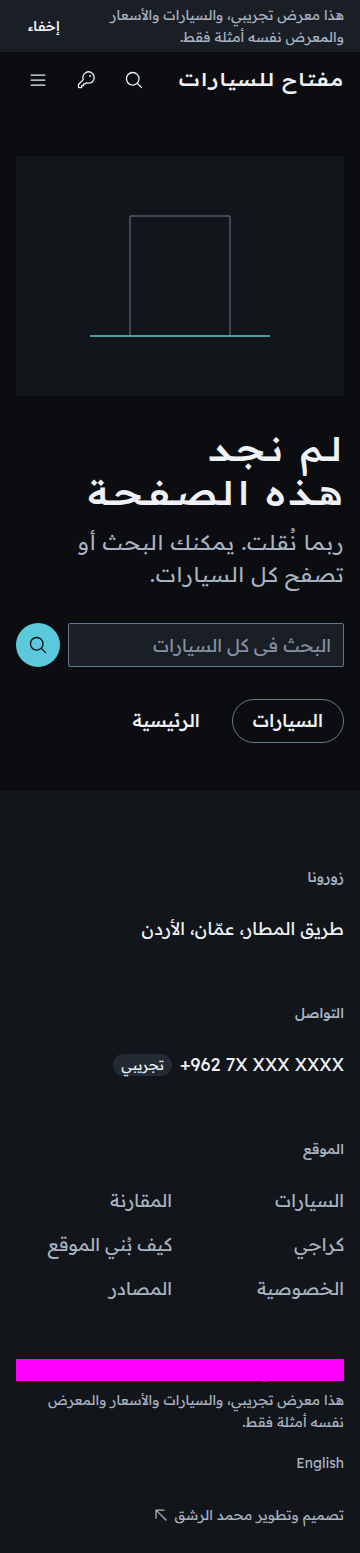 هذا معرض تجريبي، والسيارات والأسعار
والمعرض نفسه أمثلة فقط.
إخفاء
مفتاح للسيارات
لم نجد
هذه الصفحة
ربما نُقلت. يمكنك البحث أو
تصفح كل السيارات.
البحث في كل السيارات
السيارات
الرئيسية
زورونا
طريق المطار، عمّان، الأردن
التواصل
+962 7X XXX XXXX
تجريبي
الموقع
السيارات
المقارنة
كراجي
كيف بُني الموقع
الخصوصية
المصادر
هذا معرض تجريبي، والسيارات والأسعار والمعرض
نفسه أمثلة فقط.
English
تصميم وتطوير محمد الرشق